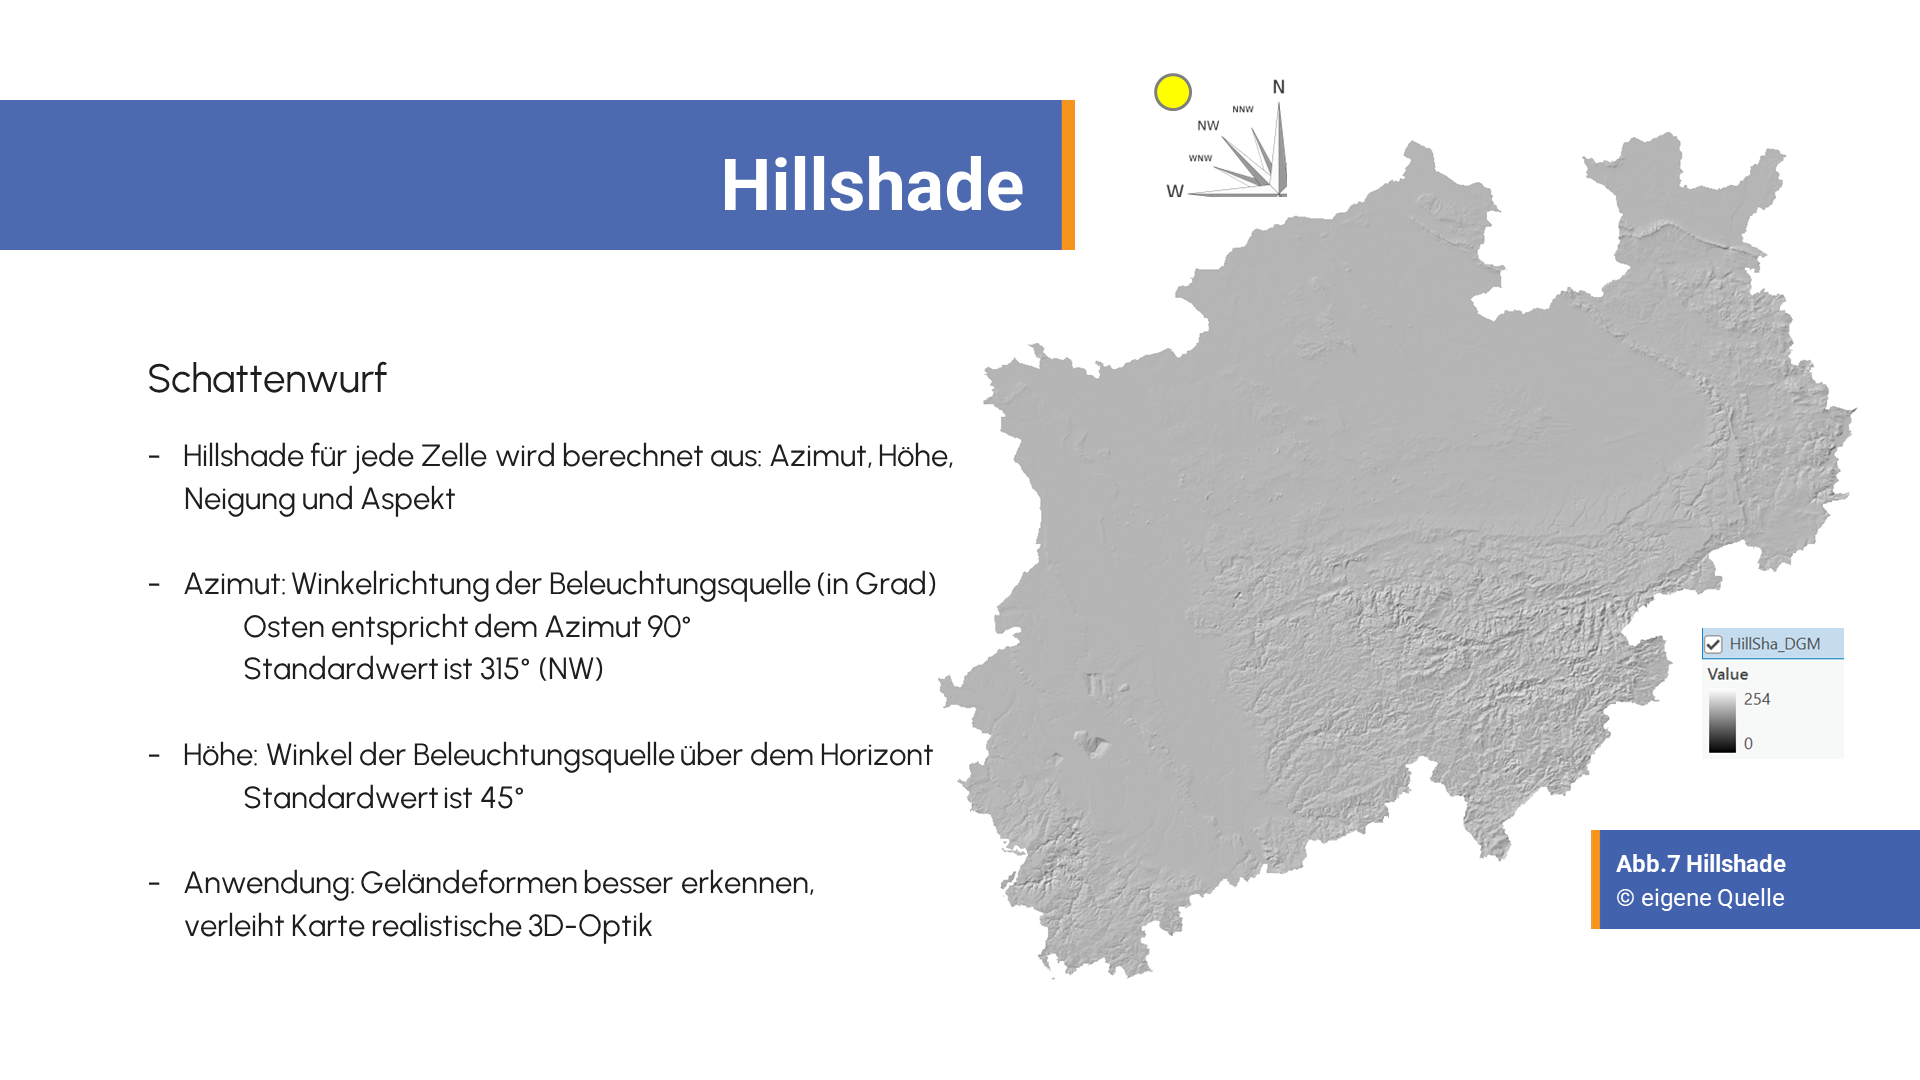 Hillshade
Schattenwurf
- Hillshade für jede Zelle wird berechnet aus: Azimut, Höhe,
Neigung und Aspekt
- Azimut: Winkelrichtung der Beleuchtungsquelle (in Grad)
Osten entspricht dem Azimut 90°
Standardwert ist 315° (NW)
- Höhe: Winkel der Beleuchtungsquelle über dem Horizont
Standardwert ist 45°
- Anwendung: Geländeformen besser erkennen,
verleiht Karte realistische 3D-Optik
N
NNW
NW
WNW
W
HillSha_DGM
Value
254
0
Abb.7 Hillshade
© eigene Quelle